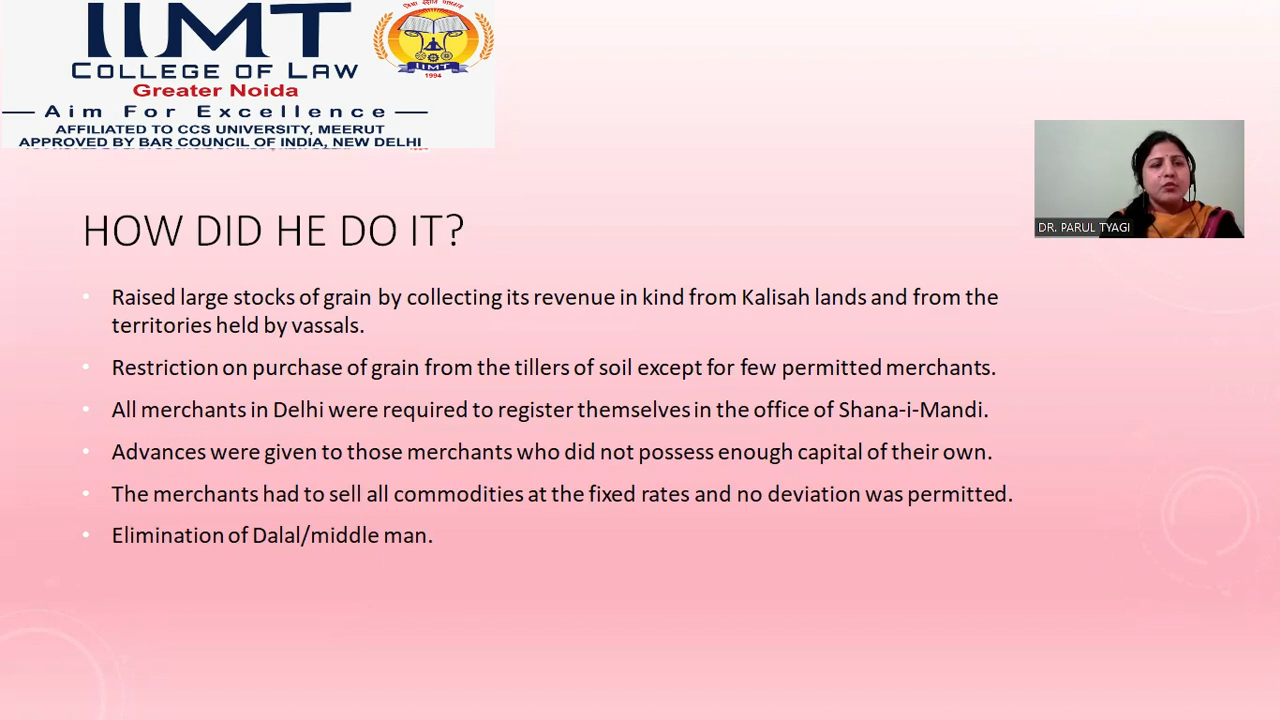 IIMT
COLLEGE OF LAW
Greater Noida
Aim For Excellence
AFFILIATED TO CCS UNIVERSITY, MEERUT
APPROVED BY BAR COUNCIL OF INDIA, NEW DELHI
IIMT
1994
DR. PARUL TYAGI
HOW DID HE DO IT?
• Raised large stocks of grain by collecting its revenue in kind from Kalisah lands and from the
territories held by vassals.
• Restriction on purchase of grain from the tillers of soil except for few permitted merchants.
• All merchants in Delhi were required to register themselves in the office of Shana-i-Mandi.
• Advances were given to those merchants who did not possess enough capital of their own.
• The merchants had to sell all commodities at the fixed rates and no deviation was permitted.
• Elimination of Dalal/middle man.